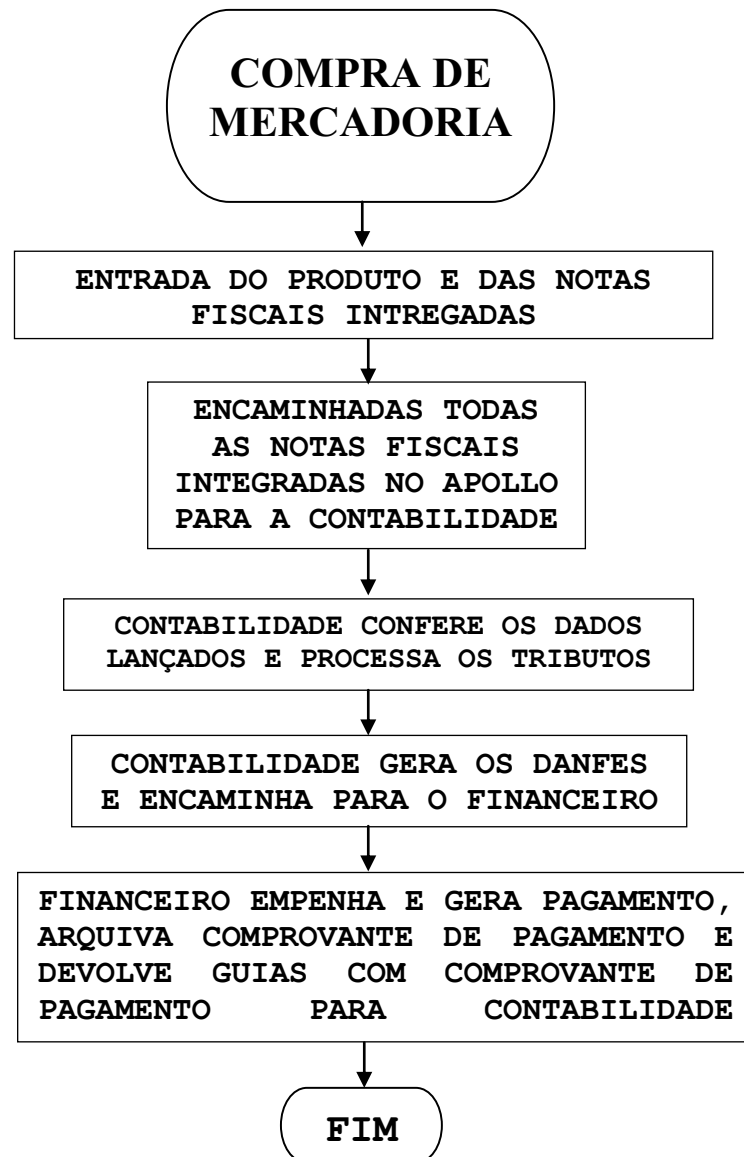 COMPRA DE
MERCADORIA
ENTRADA DO PRODUTO E DAS NOTAS
FISCAIS INTREGADAS
ENCAMINHADAS TODAS
AS NOTAS FISCAIS
INTEGRADAS NO APOLLO
PARA A CONTABILIDADE
CONTABILIDADE CONFERE OS DADOS
LANÇADOS E PROCESSA OS TRIBUTOS
CONTABILIDADE GERA OS DANFES
E ENCAMINHA PARA O FINANCEIRO
FINANCEIRO EMPENHA E GERA PAGAMENTO,
ARQUIVA COMPROVANTE DE PAGAMENTO E
DEVOLVE GUIAS COM COMPROVANTE DE
PAGAMENTO PARA CONTABILIDADE
FIM